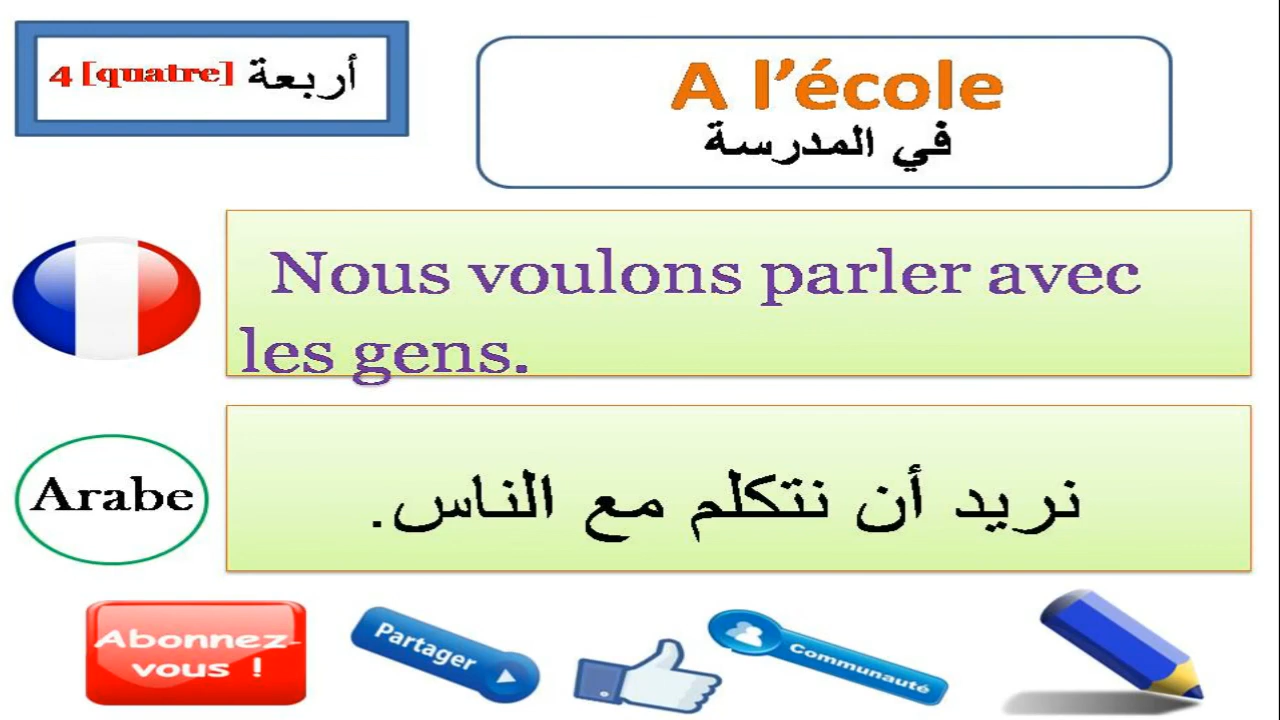 4 [quatre] أربعة
A l’école
في المدرسة
Nous voulons parler avec
les gens.
Arabe
نريد أن نتكلم مع الناس.
Abonnez-
vous !
Partager
Communauté